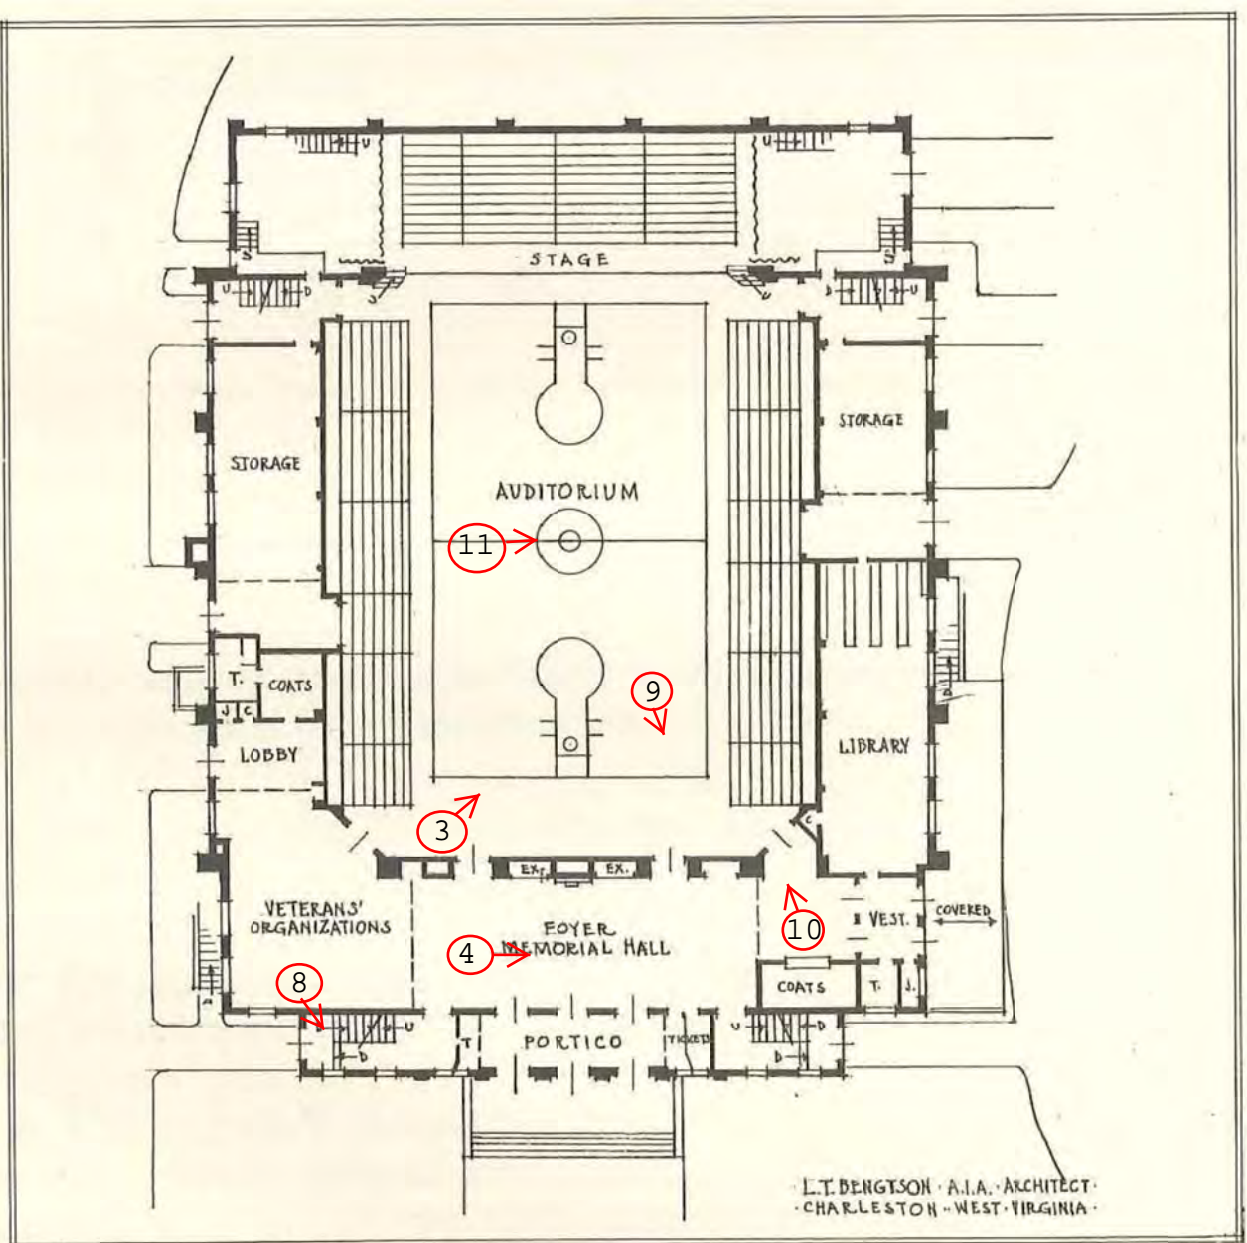 U
U
S
S
STAGE
U
D
U
U
D
U
STORAGE
STORAGE
AUDITORIUM
11
T.
COATS
J
C
9
D
LOBBY
LIBRARY
3
C
EX.
EX.
VETERANS'
ORGANIZATIONS
FOYER
MEMORIAL HALL
4
10
VEST.
COVERED
8
COATS
T.
J.
D
D
U
D
T
PORTICO
TICKETS
U
D
D
·L.T. BENGTSON · A.I.A. · ARCHITECT·
·CHARLESTON · WEST · VIRGINIA·